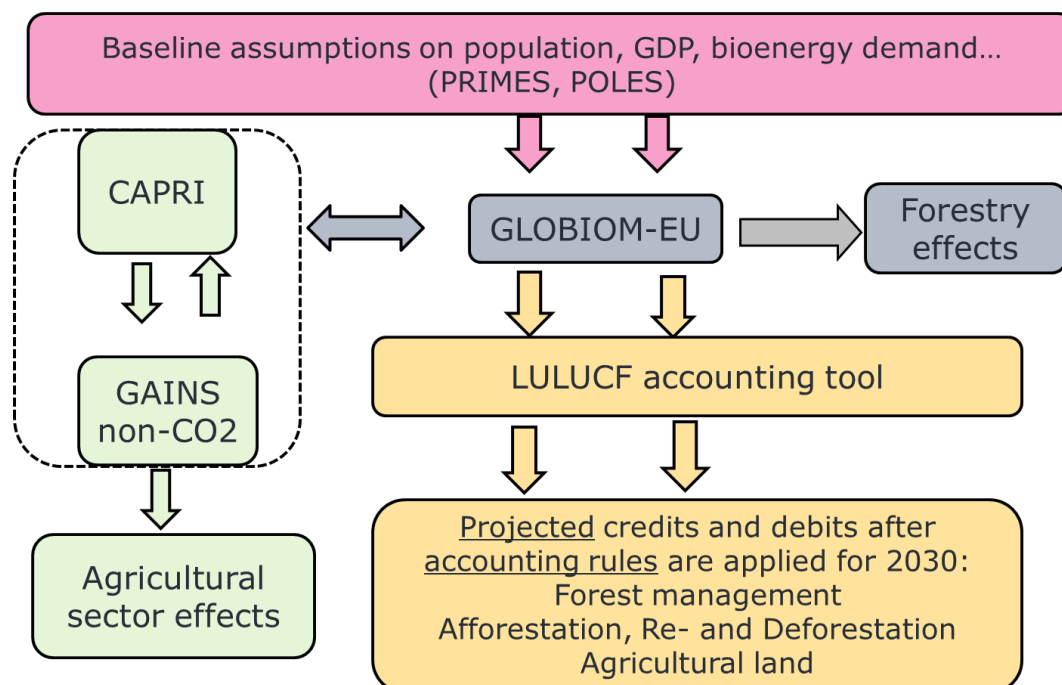 Baseline assumptions on population, GDP, bioenergy demand…
(PRIMES, POLES)
CAPRI
GLOBIOM-EU
Forestry
effects
GAINS
non-CO2
LULUCF accounting tool
Agricultural
sector effects
Projected credits and debits after
accounting rules are applied for 2030:
Forest management
Afforestation, Re- and Deforestation
Agricultural land